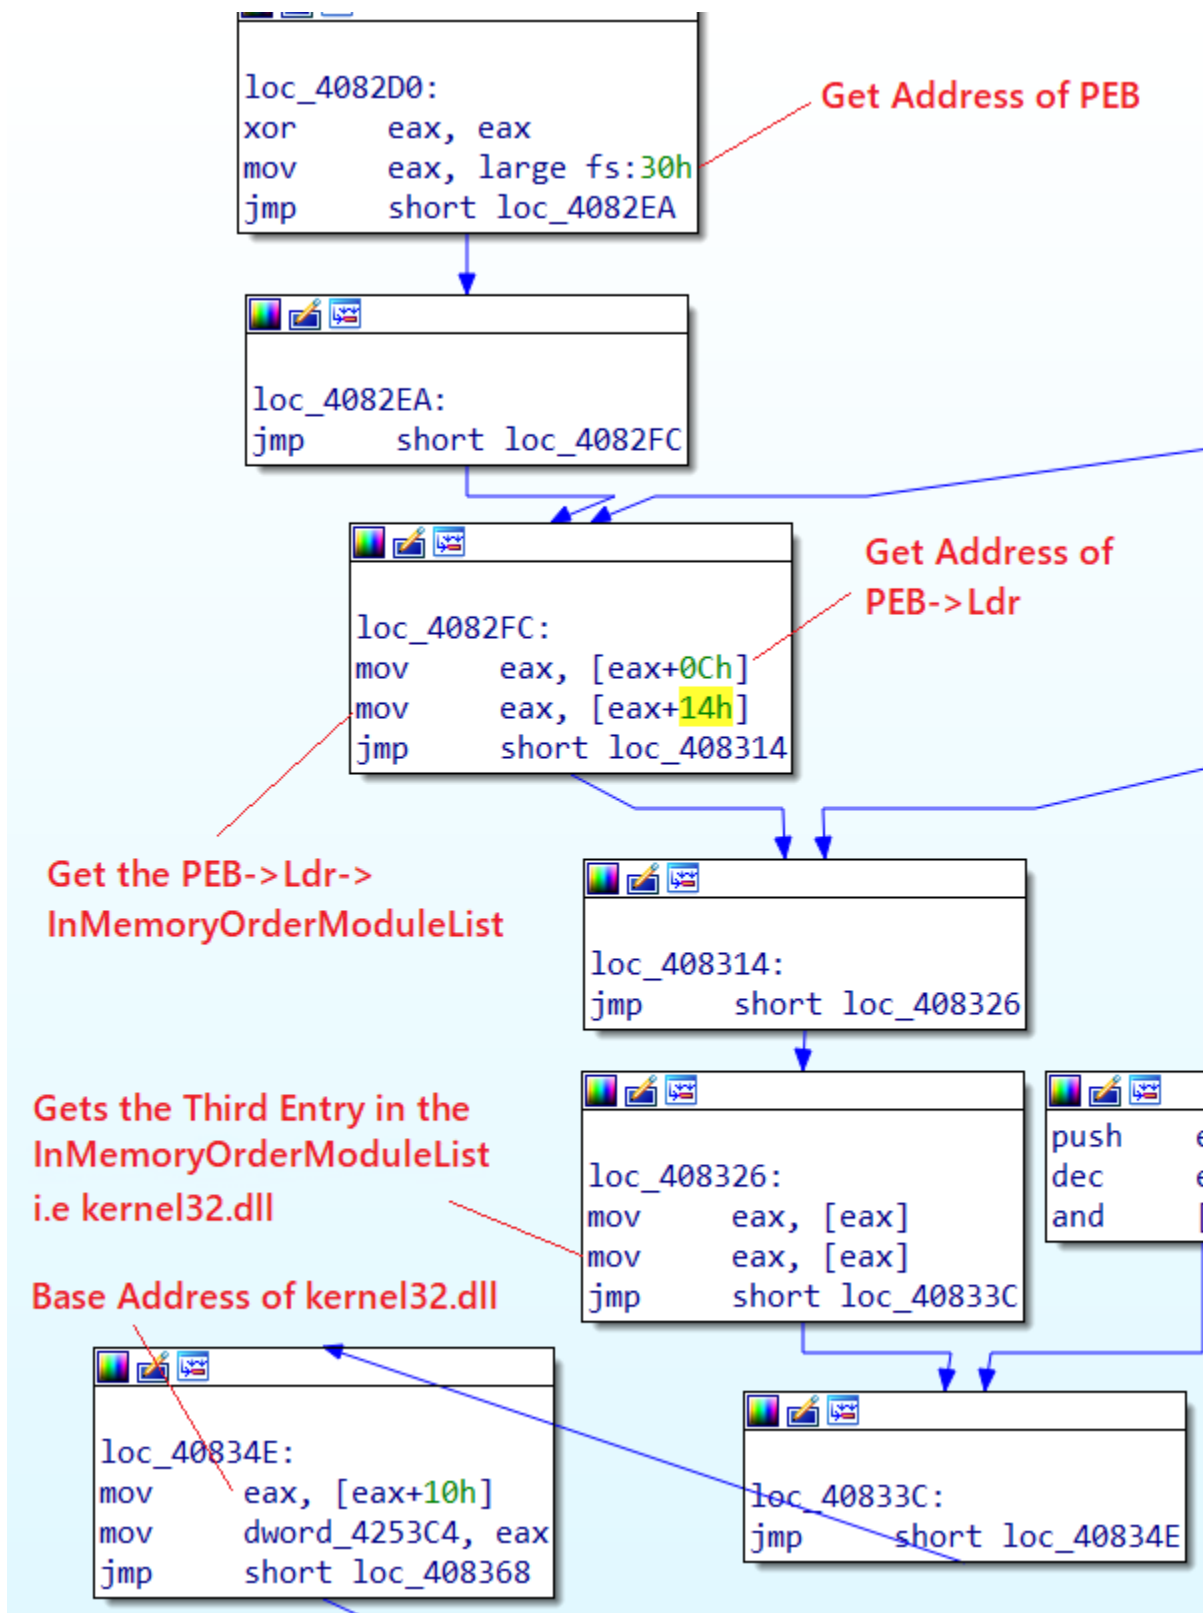 loc_4082D0:
xor eax, eax
mov eax, large fs:30h
jmp short loc_4082EA
Get Address of PEB
loc_4082EA:
jmp short loc_4082FC
loc_4082FC:
mov eax, [eax+0Ch]
mov eax, [eax+14h]
jmp short loc_408314
Get Address of
PEB->Ldr
Get the PEB->Ldr->
InMemoryOrderModuleList
loc_408314:
jmp short loc_408326
Gets the Third Entry in the
InMemoryOrderModuleList
i.e kernel32.dll
loc_408326:
mov eax, [eax]
mov eax, [eax]
jmp short loc_40833C
push
dec
and [
Base Address of kernel32.dll
loc_40834E:
mov eax, [eax+10h]
mov dword_4253C4, eax
jmp short loc_408368
loc_40833C:
jmp short loc_40834E